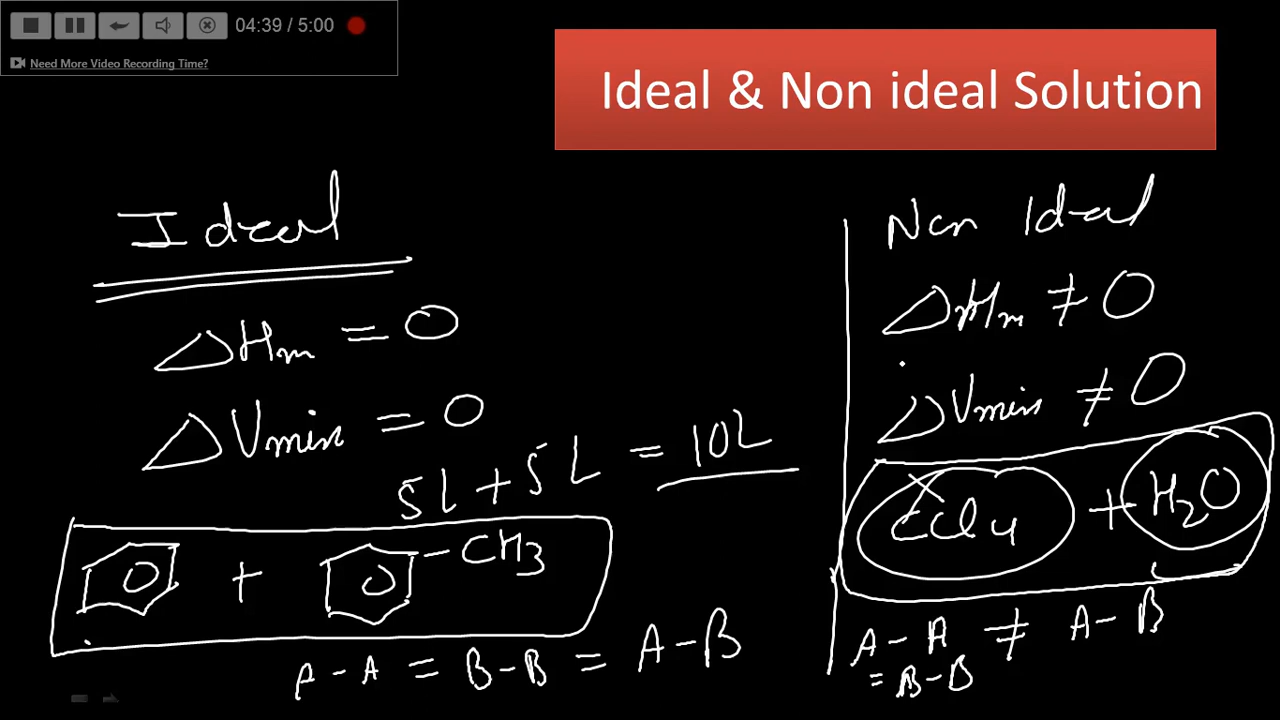 04:39 / 5:00
Need More Video Recording Time?
Ideal & Non ideal Solution
Ideal
ΔHm = 0
ΔVmix = 0
5L + 5L = 10L
+ -CH3
A-A = B-B = A-B
Non Ideal
ΔHm ≠ 0
ΔVmix ≠ 0
CCl4 + H2O
A-A ≠ A-B
= B-B